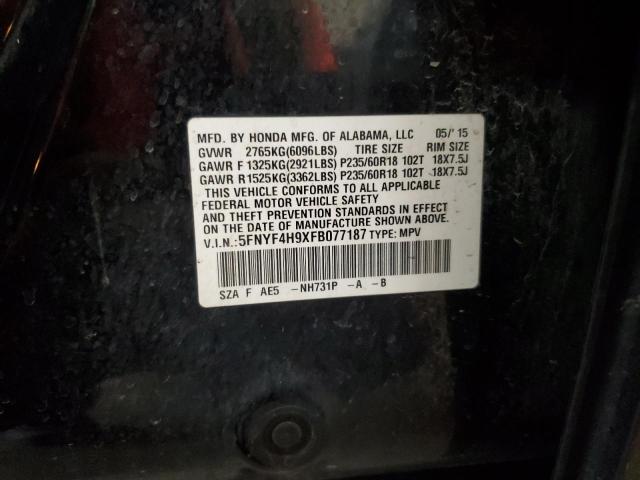 MFD. BY HONDA MFG. OF ALABAMA, LLC 05/'15
GVWR 2765KG(6096LBS) TIRE SIZE RIM SIZE
GAWR F 1325KG(2921LBS) P235/60R18 102T 18X7.5J
GAWR R1525KG(3362LBS) P235/60R18 102T 18X7.5J
THIS VEHICLE CONFORMS TO ALL APPLICABLE
FEDERAL MOTOR VEHICLE SAFETY
AND THEFT PREVENTION STANDARDS IN EFFECT
ON THE DATE OF MANUFACTURE SHOWN ABOVE.
V.I.N.:5FNYF4H9XFB077187 TYPE: MPV
SZA F AE5 -NH731P -A -B